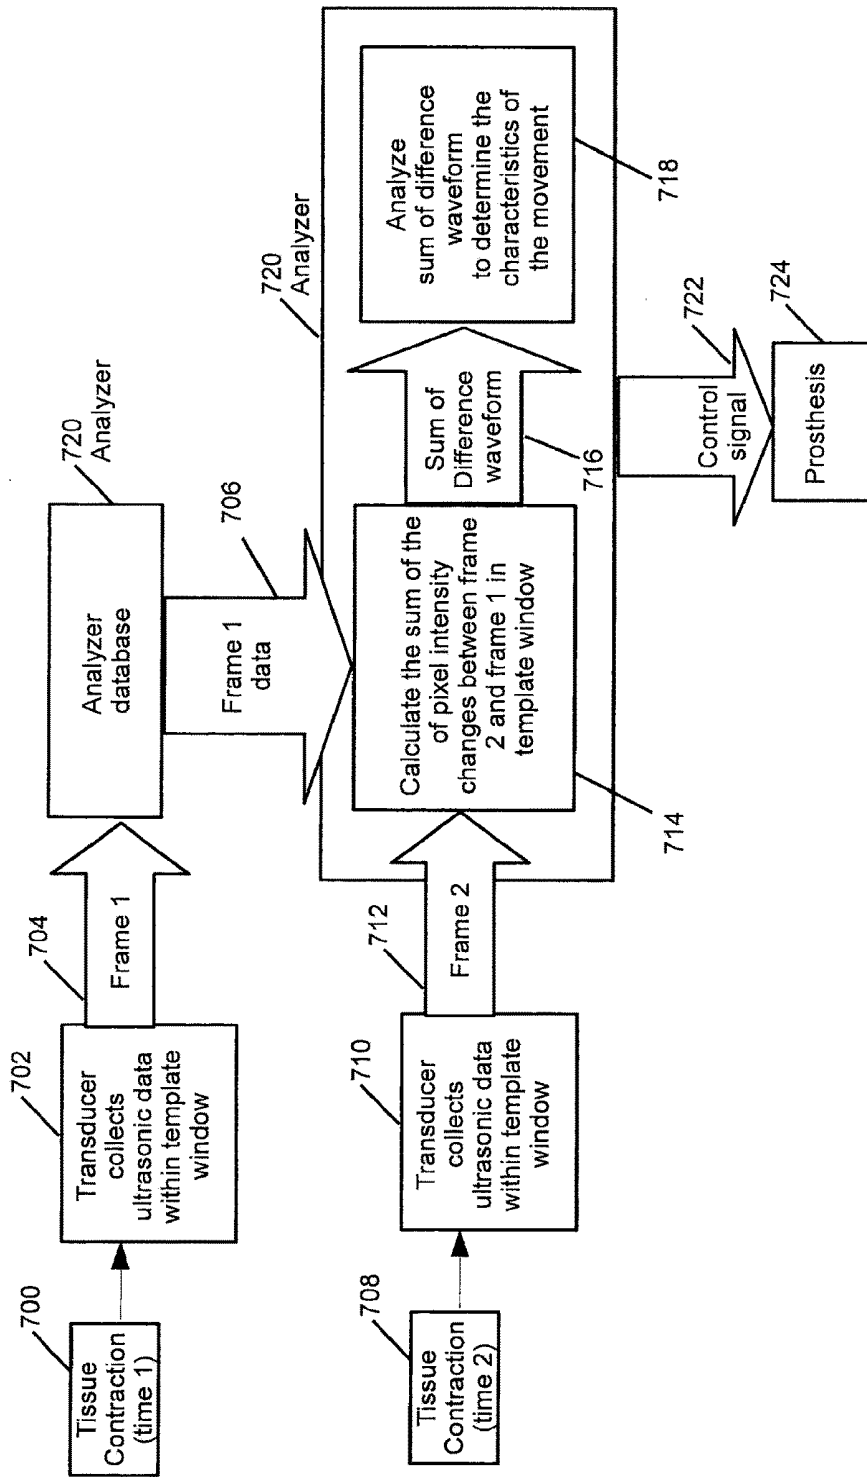 700
Tissue
Contraction
(time 1)
702
Transducer
collects
ultrasonic data
within template
window
704
Frame 1
720
Analyzer
Analyzer
database
706
Frame 1
data
708
Tissue
Contraction
(time 2)
710
Transducer
collects
ultrasonic data
within template
window
712
Frame 2
714
Calculate the sum of the
of pixel intensity
changes between frame
2 and frame 1 in
template window
Sum of
Difference
waveform
716
720
Analyzer
Analyze
sum of difference
waveform
to determine the
characteristics of
the movement
718
Control
signal
722
Prosthesis
724